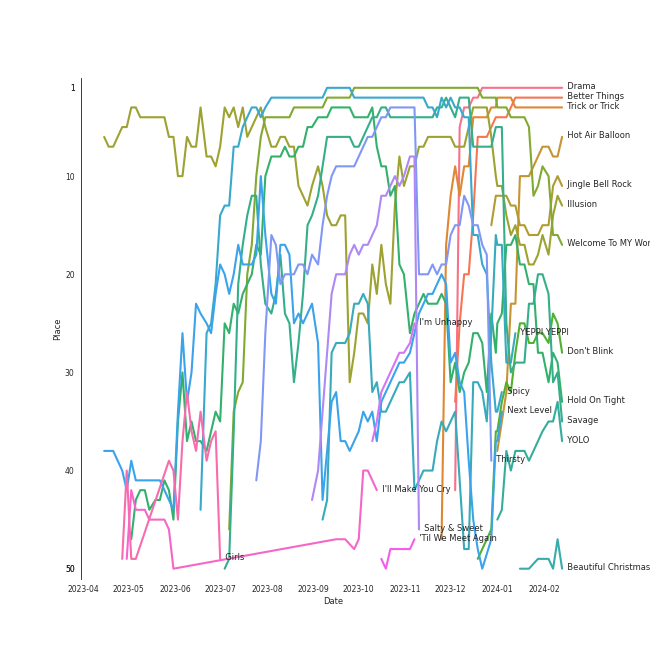 1
10
20
30
40
50
Place
2023-04
2023-05
2023-06
2023-07
2023-08
2023-09
2023-10
2023-11
2023-12
2024-01
2024-02
Date
Drama
Better Things
Trick or Trick
Hot Air Balloon
Jingle Bell Rock
Illusion
Welcome To MY Wor
I'm Unhappy
YEPPI YEPPI
Don't Blink
Spicy
Hold On Tight
Next Level
Savage
YOLO
Thirsty
I'll Make You Cry
Salty & Sweet
'Til We Meet Again
Girls
Beautiful Christmas